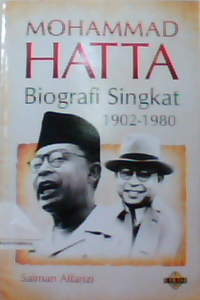 MOHAMMAD
HATTA
Biografi Singkat
1902-1980
Salman Alfarizi